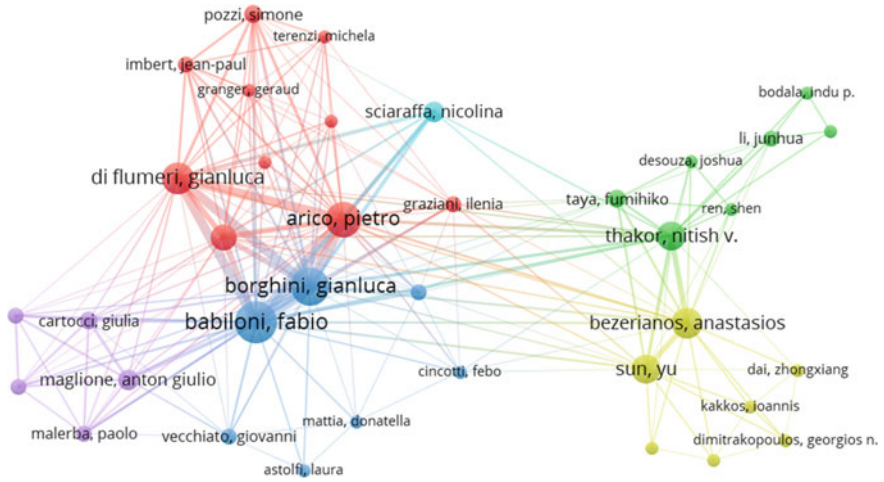 pozzi, simone
terenzi, michela
imbert, jean-paul
granger, geraud
bodala, indu p.
sciaraffa, nicolina
li, junhua
desouza, joshua
di flumeri, gianluca
taya, fumihiko
graziani, ilenia
ren, shen
arico, pietro
thakor, nitish v.
borghini, gianluca
cartocci, giulia
babiloni, fabio
bezerianos, anastasios
sun, yu
dai, zhongxiang
cincotti, febo
maglione, anton giulio
kakkos, ioannis
mattia, donatella
malerba, paolo
vecchiato, giovanni
dimitrakopoulos, georgios n.
astolfi, laura